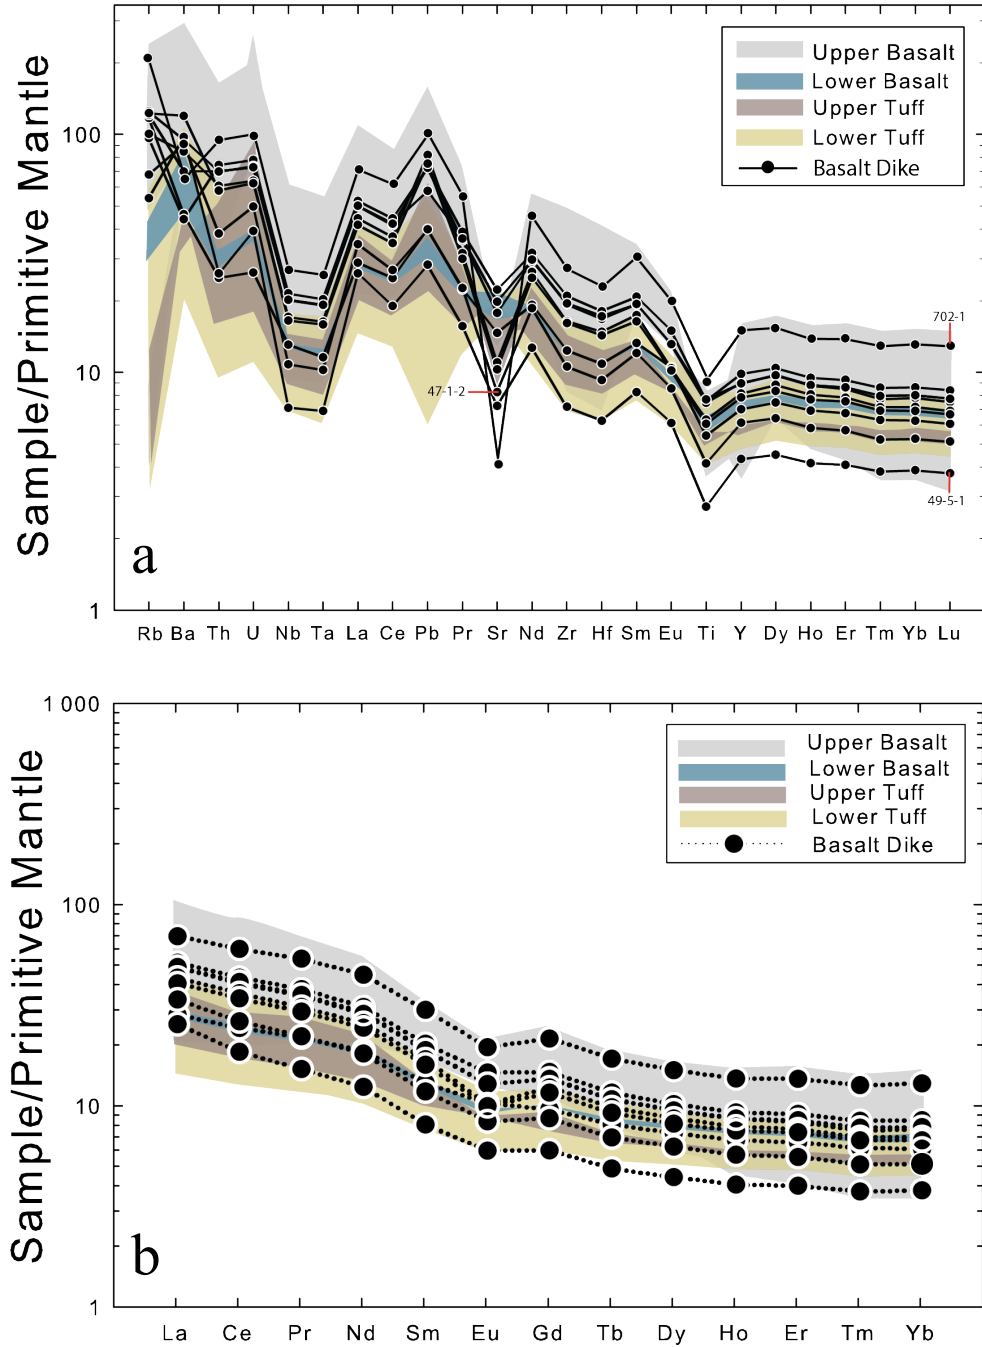 Sample/Primitive Mantle
100
10
1
Upper Basalt
Lower Basalt
Upper Tuff
Lower Tuff
Basalt Dike
702-1
47-1-2
49-5-1
a
Rb Ba Th U Nb Ta La Ce Pb Pr Sr Nd Zr Hf Sm Eu Ti Y Dy Ho Er Tm Yb Lu
Sample/Primitive Mantle
1 000
100
10
1
Upper Basalt
Lower Basalt
Upper Tuff
Lower Tuff
Basalt Dike
b
La Ce Pr Nd Sm Eu Gd Tb Dy Ho Er Tm Yb